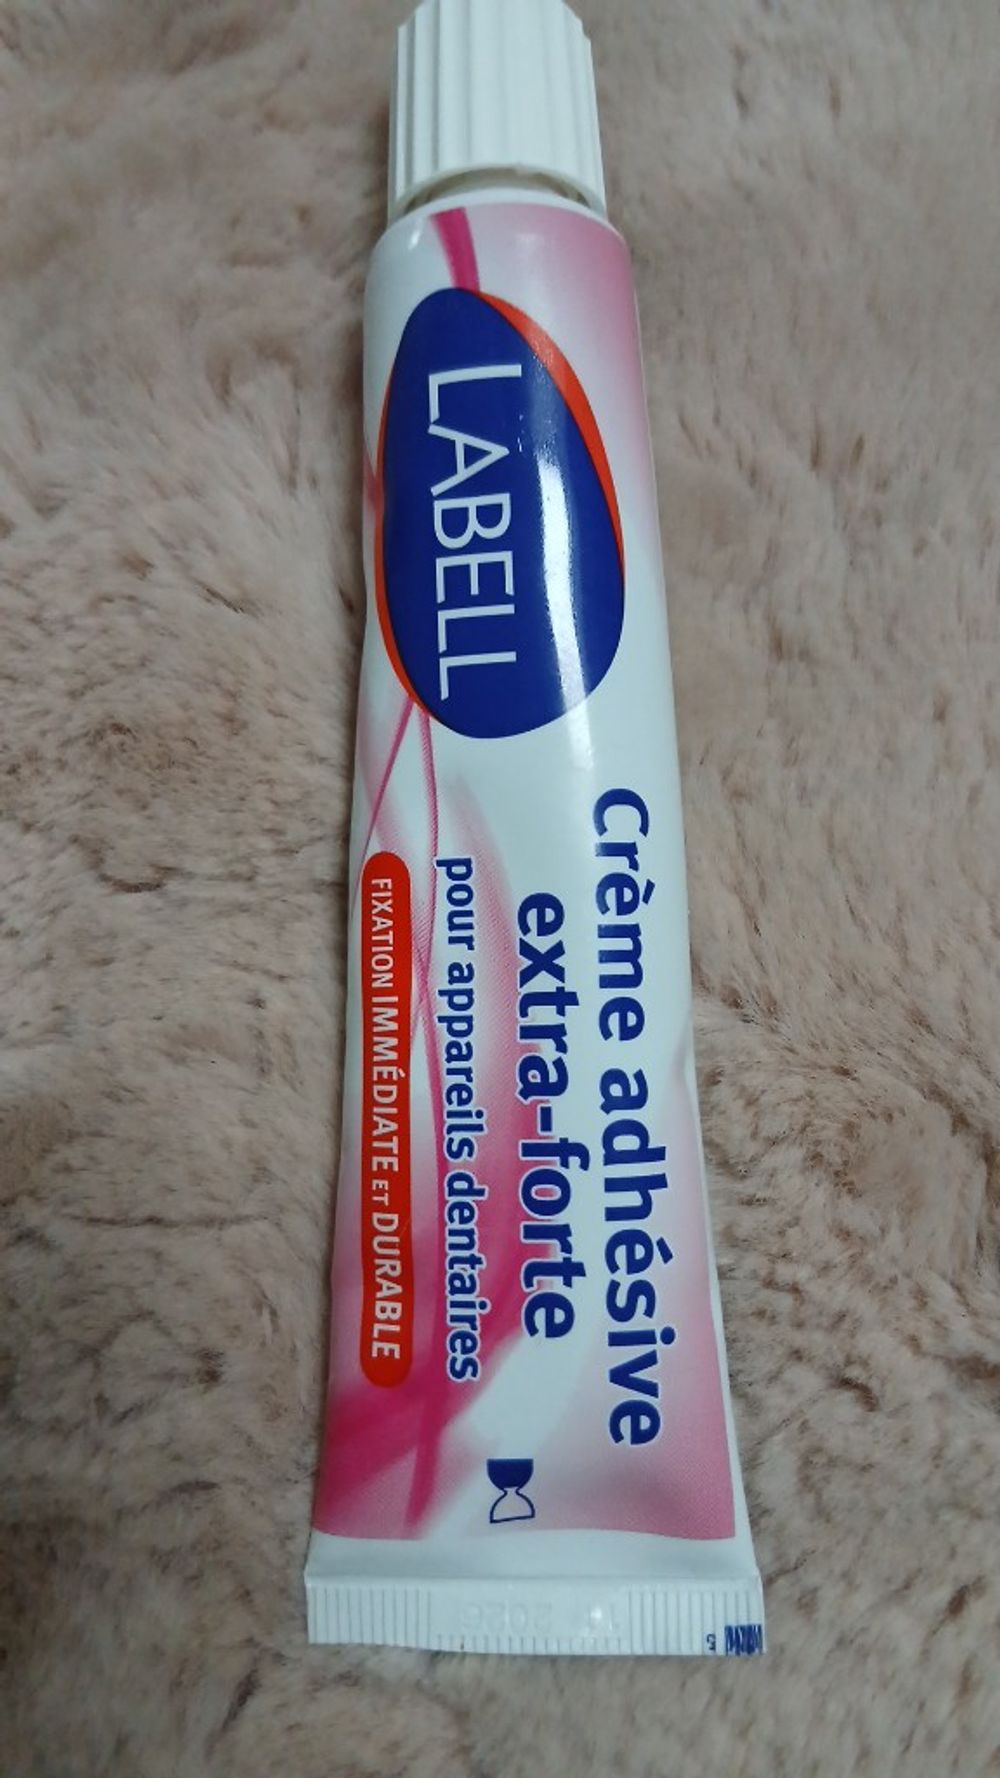 LABELL
Crème adhésive
extra-forte
pour appareils dentaires
FIXATION IMMÉDIATE ET DURABLE